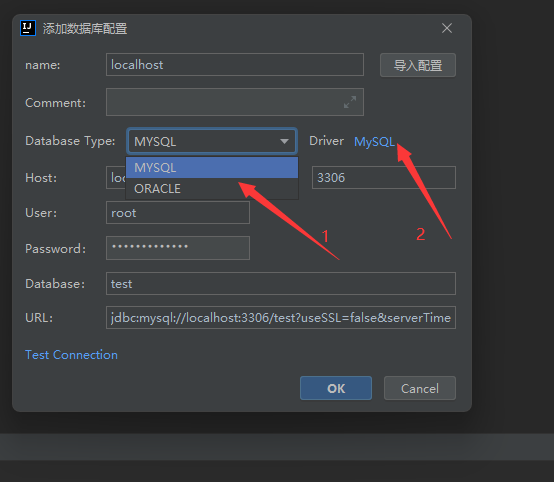 IJ 添加数据库配置
name: localhost 导入配置
Comment:
Database Type: MYSQL Driver MySQL
MYSQL
Host: 3306
ORACLE
1
User: root
2
Password: •••••••••••••
Database: test
URL: jdbc:mysql://localhost:3306/test?useSSL=false&serverTime
Test Connection
OK Cancel